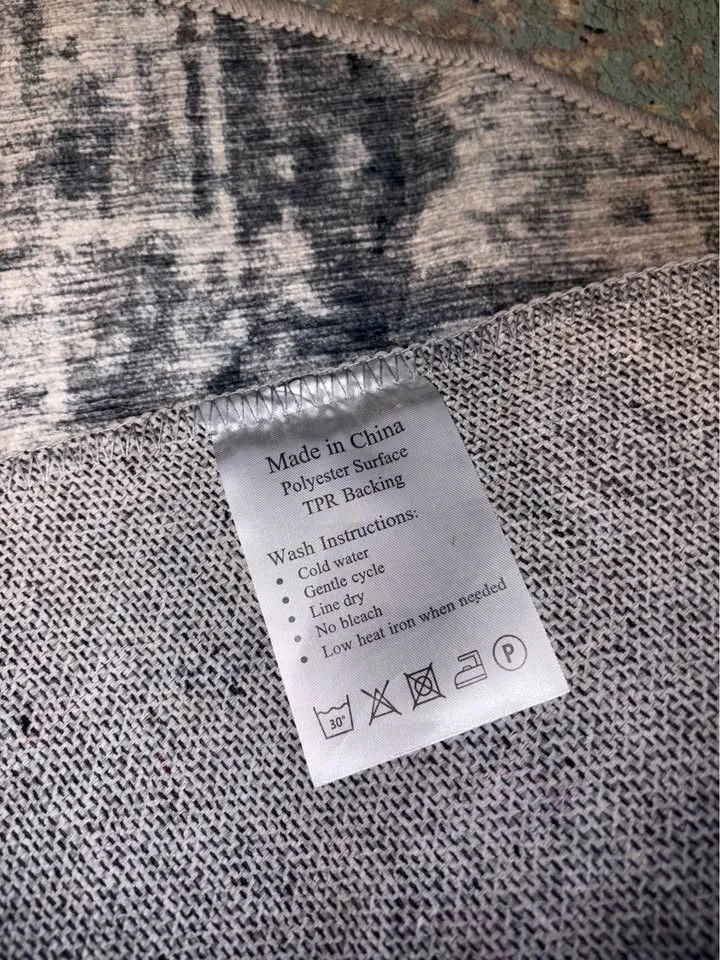 Made in China
Polyester Surface
TPR Backing
Wash Instructions:
• Cold water
• Gentle cycle
• Line dry
• No bleach
• Low heat iron when needed
30° P